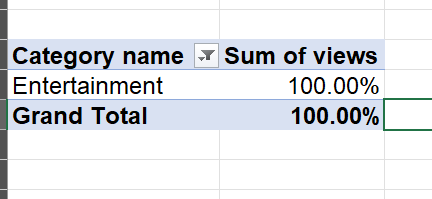 Category name Sum of views
Entertainment 100.00%
Grand Total 100.00%